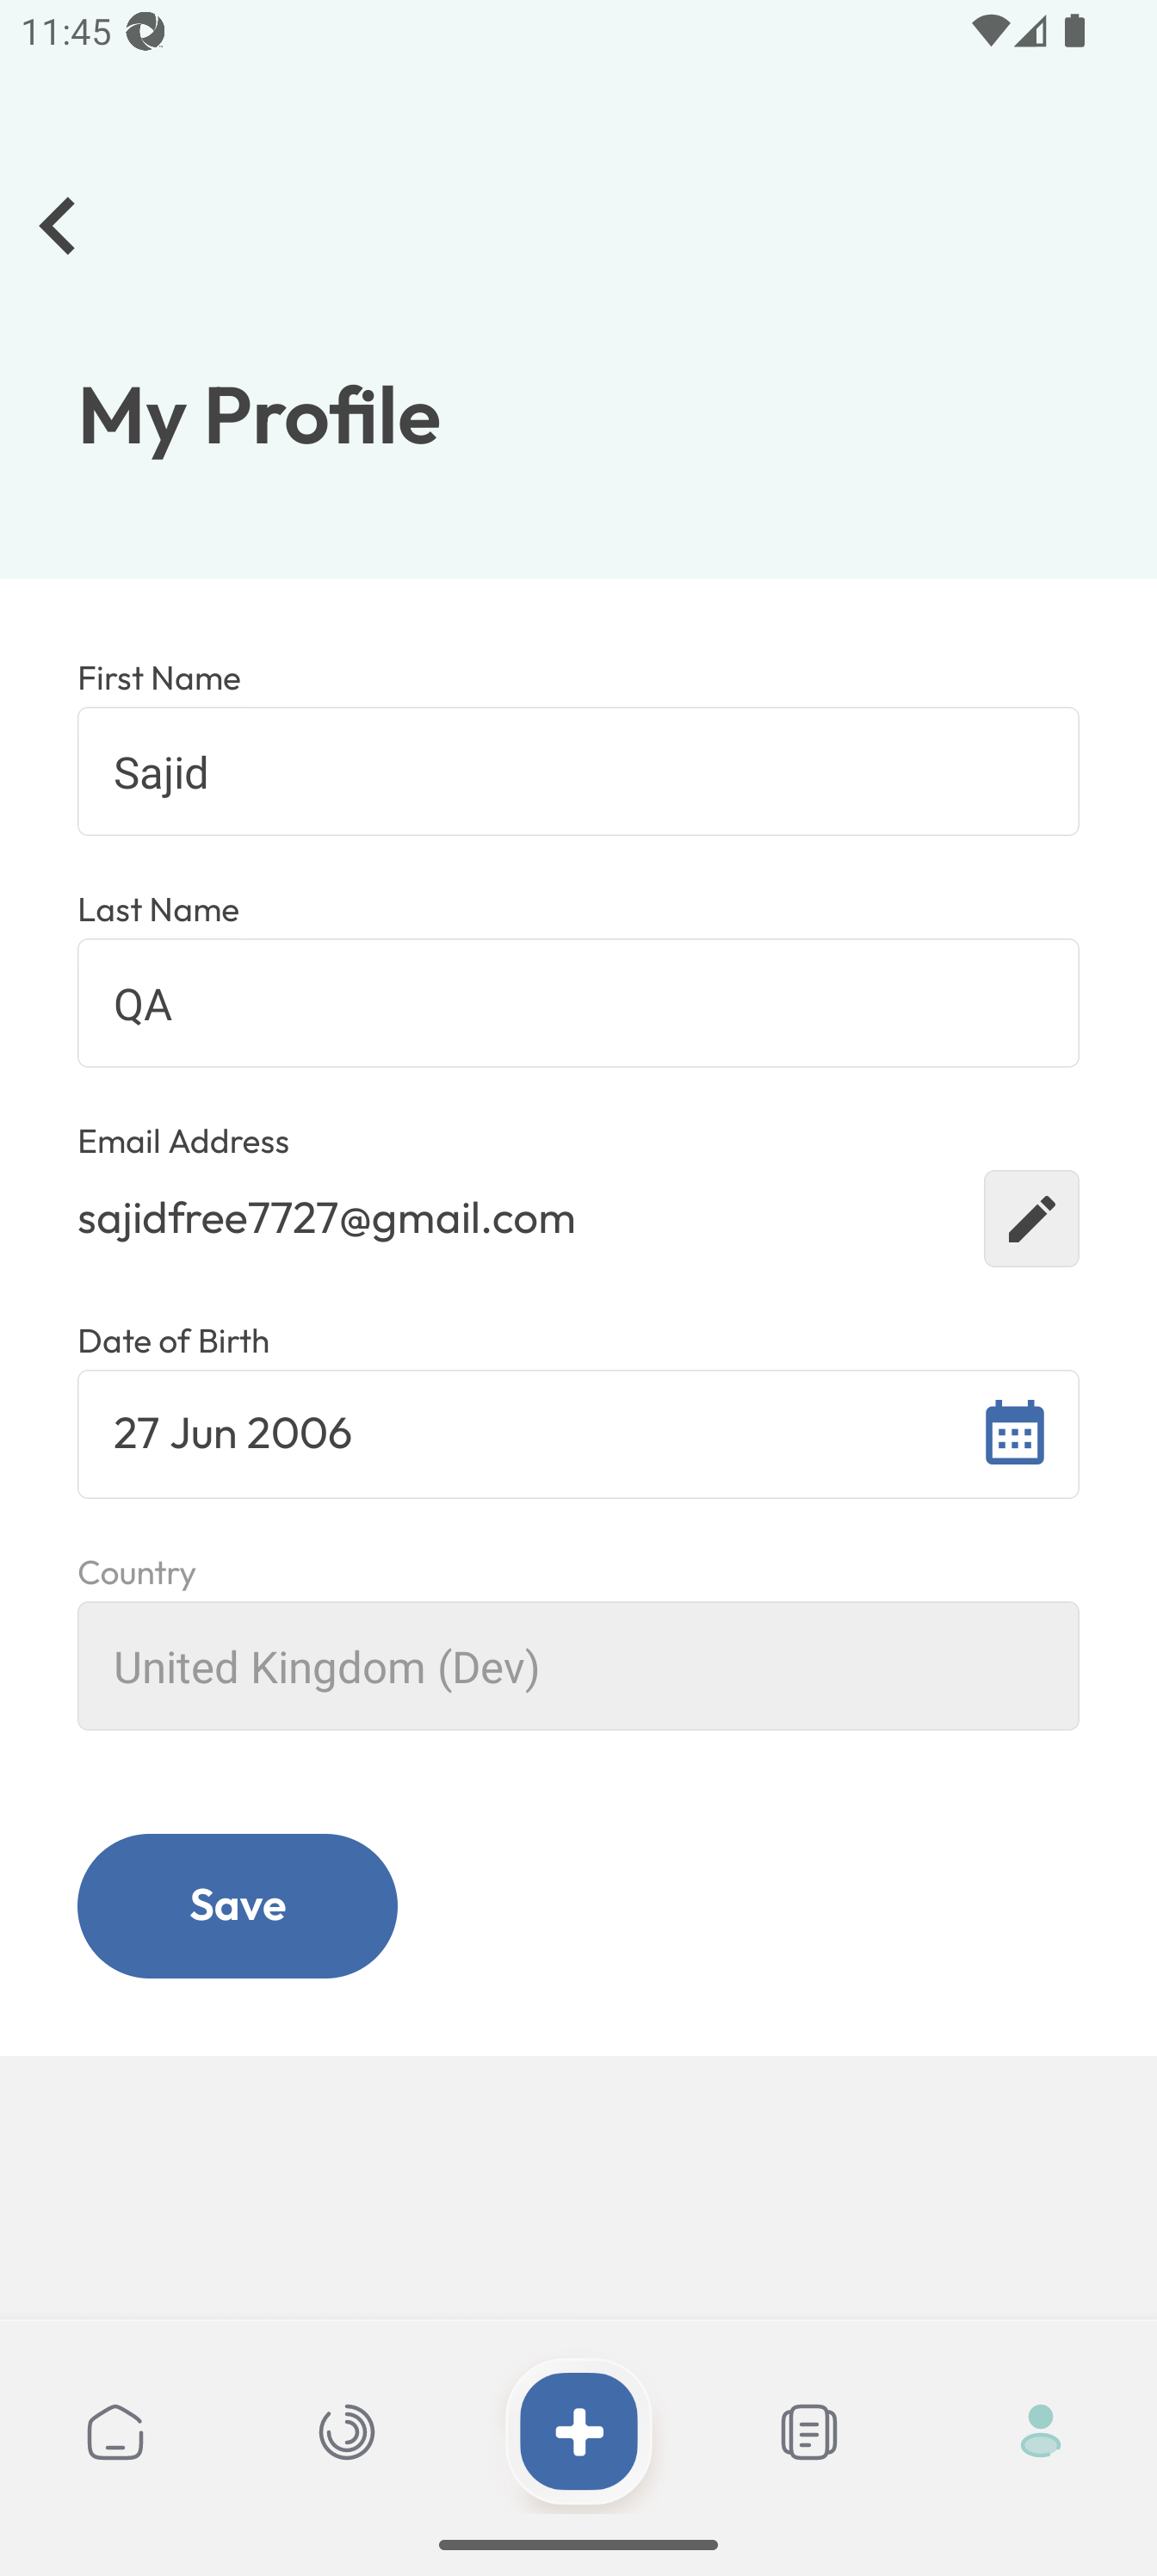 11:45
My Profile
First Name
Sajid
Last Name
QA
Email Address
sajidfree7727@gmail.com
Date of Birth
27 Jun 2006
Country
United Kingdom (Dev)
Save